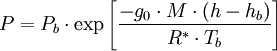 P = P_b · exp [ −g_0 · M · (h − h_b) / R* · T_b ]